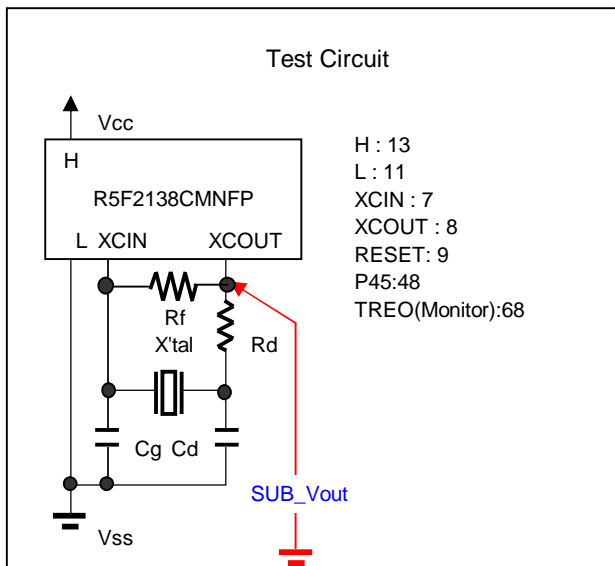 Test Circuit
Vcc
H
R5F2138CMNFP
L XCIN XCOUT
Rf
X'tal
Rd
Cg Cd
SUB_Vout
Vss
H : 13
L : 11
XCIN : 7
XCOUT : 8
RESET: 9
P45:48
TREO(Monitor):68